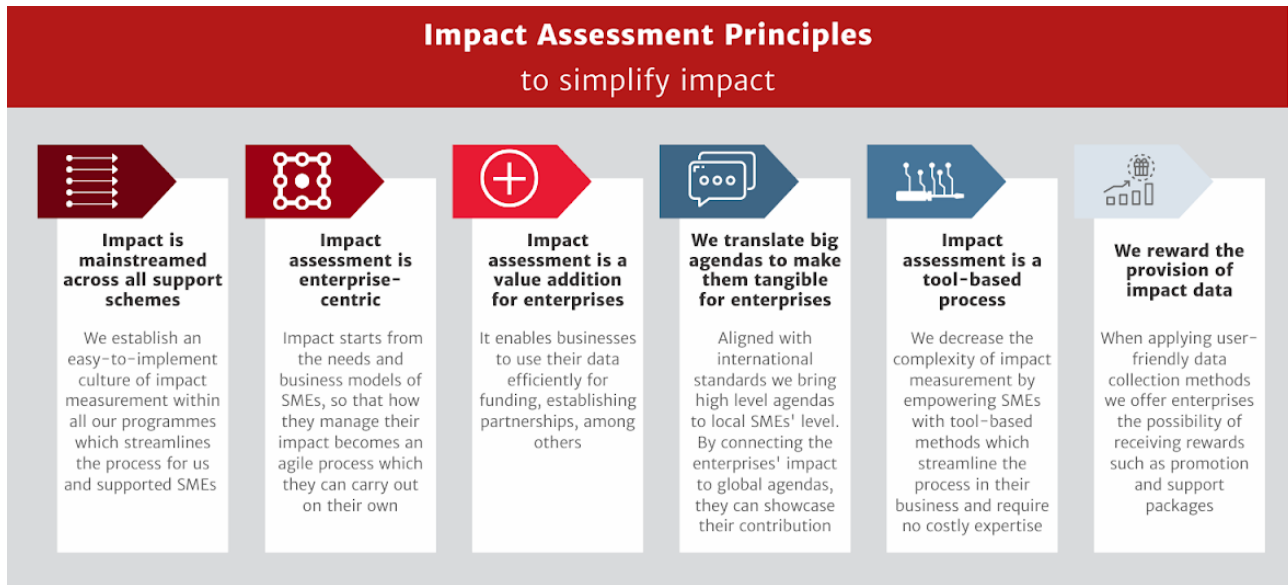 Impact Assessment Principles
to simplify impact
Impact is
mainstreamed
across all support
schemes
We establish an
easy-to-implement
culture of impact
measurement within
all our programmes
which streamlines
the process for us
and supported SMEs
Impact
assessment is
enterprise-
centric
Impact starts from
the needs and
business models of
SMEs, so that how
they manage their
impact becomes an
agile process which
they can carry out
on their own
Impact
assessment is a
value addition
for enterprises
It enables businesses
to use their data
efficiently for
funding, establishing
partnerships, among
others
We translate big
agendas to make
them tangible
for enterprises
Aligned with
international
standards we bring
high level agendas
to local SMEs' level.
By connecting the
enterprises' impact
to global agendas,
they can showcase
their contribution
Impact
assessment is a
tool-based
process
We decrease the
complexity of impact
measurement by
empowering SMEs
with tool-based
methods which
streamline the
process in their
business and require
no costly expertise
We reward the
provision of
impact data
When applying user-
friendly data
collection methods
we offer enterprises
the possibility of
receiving rewards
such as promotion
and support
packages